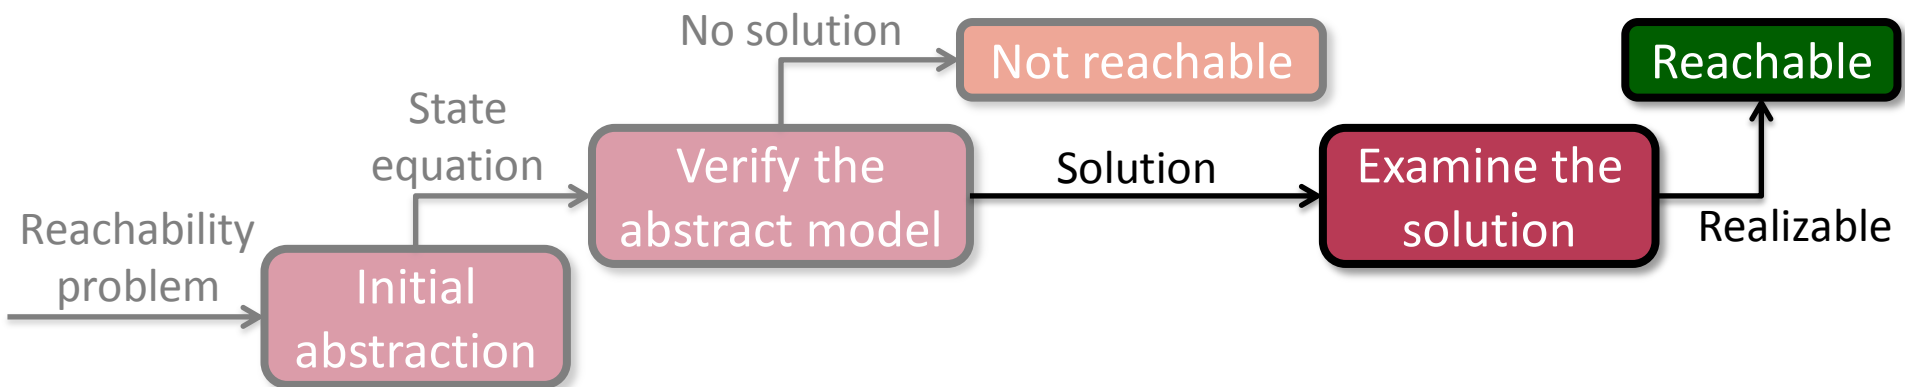 Reachability
problem
Initial
abstraction
State
equation
Verify the
abstract model
No solution
Not reachable
Solution
Examine the
solution
Realizable
Reachable